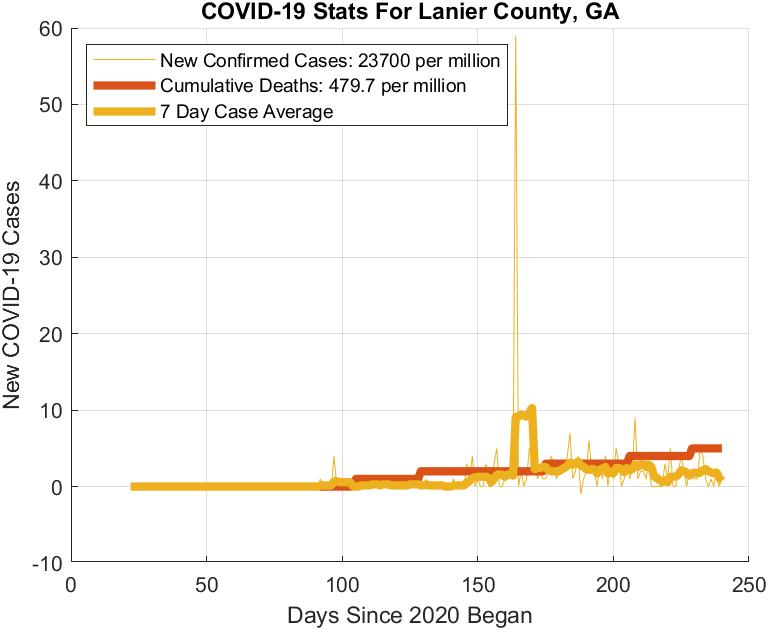 COVID-19 Stats For Lanier County, GA
60
50
40
30
20
10
0
-10
New COVID-19 Cases
New Confirmed Cases: 23700 per million
Cumulative Deaths: 479.7 per million
7 Day Case Average
0
50
100
150
200
250
Days Since 2020 Began